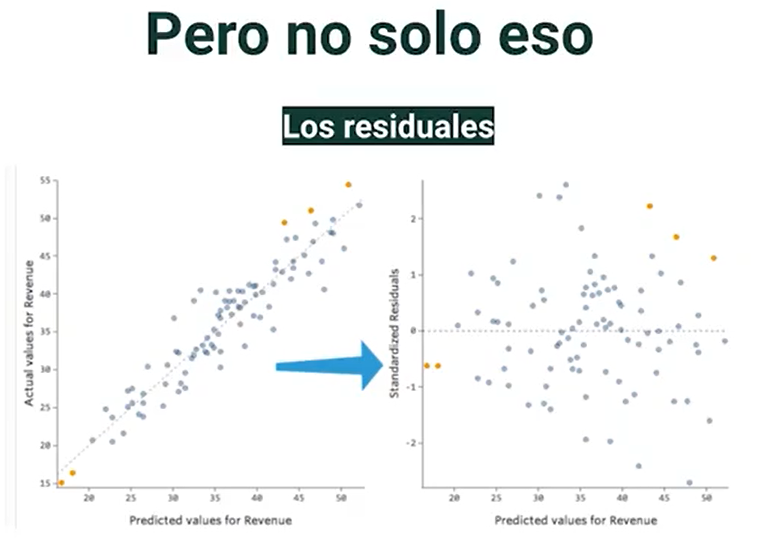 Pero no solo eso
Los residuales
Actual values for Revenue
55
50
45
40
35
30
25
20
15
20 25 30 35 40 45 50
Predicted values for Revenue
Standardized Residuals
2
1
0
-1
-2
20 25 30 35 40 45 50
Predicted values for Revenue